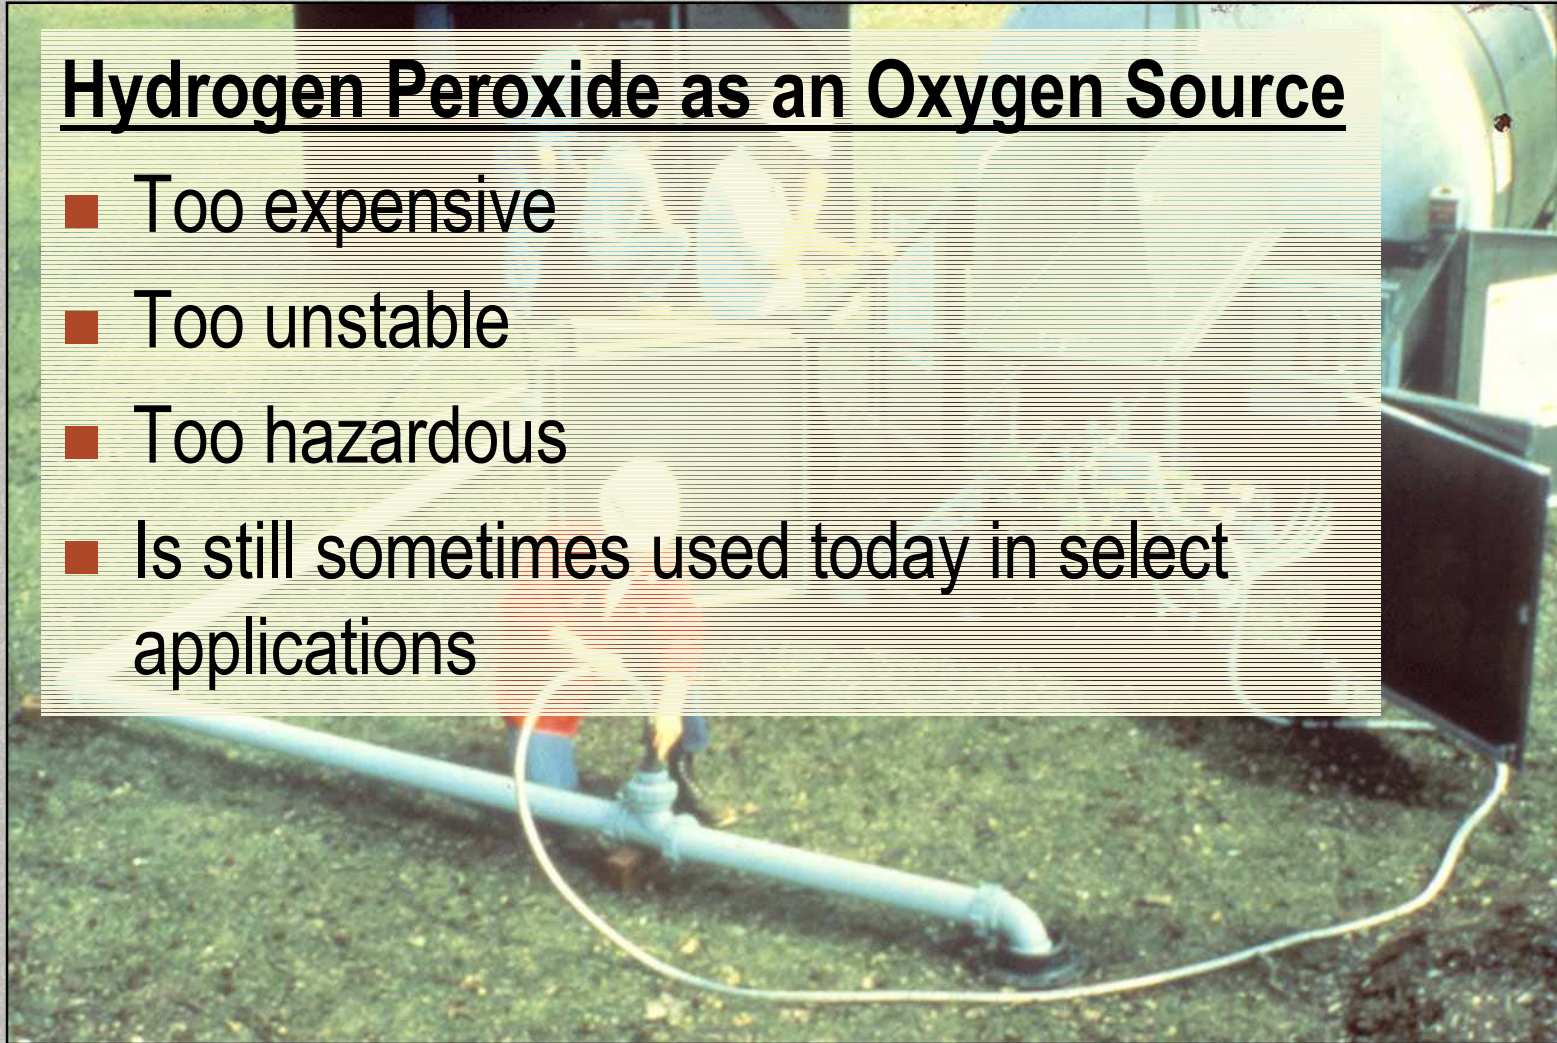 Hydrogen Peroxide as an Oxygen Source
Too expensive
Too unstable
Too hazardous
Is still sometimes used today in select
applications